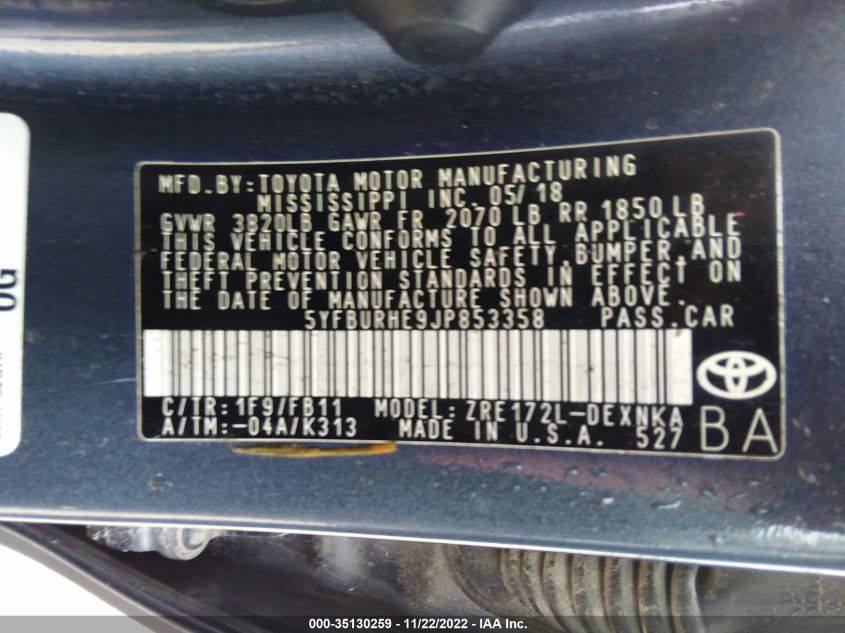 MFD.BY:TOYOTA MOTOR MANUFACTURING
MISSISSIPPI INC. 05/18
GVWR 3820LB GAWR FR 2070 LB RR 1850 LB
THIS VEHICLE CONFORMS TO ALL APPLICABLE
FEDERAL MOTOR VEHICLE SAFETY,BUMPER,AND
THEFT PREVENTION STANDARDS IN EFFECT ON
THE DATE OF MANUFACTURE SHOWN ABOVE.
5YFBURHE9JP853358 PASS.CAR
C/TR:1F9/FB11 MODEL:ZRE172L-DEXNKA
A/TM:-04A/K313 MADE IN U.S.A. 527
BA
000-35130259 - 11/22/2022 - IAA Inc.